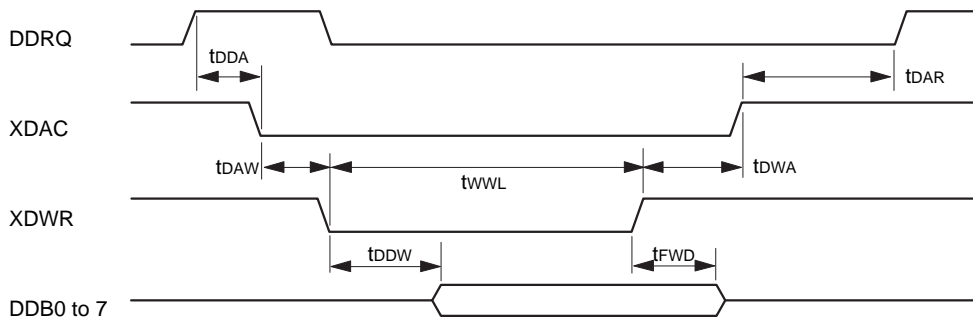 DDRQ
tDDA
tDAR
XDAC
tDAW
tWWL
tDWA
XDWR
tDDW
tFWD
DDB0 to 7